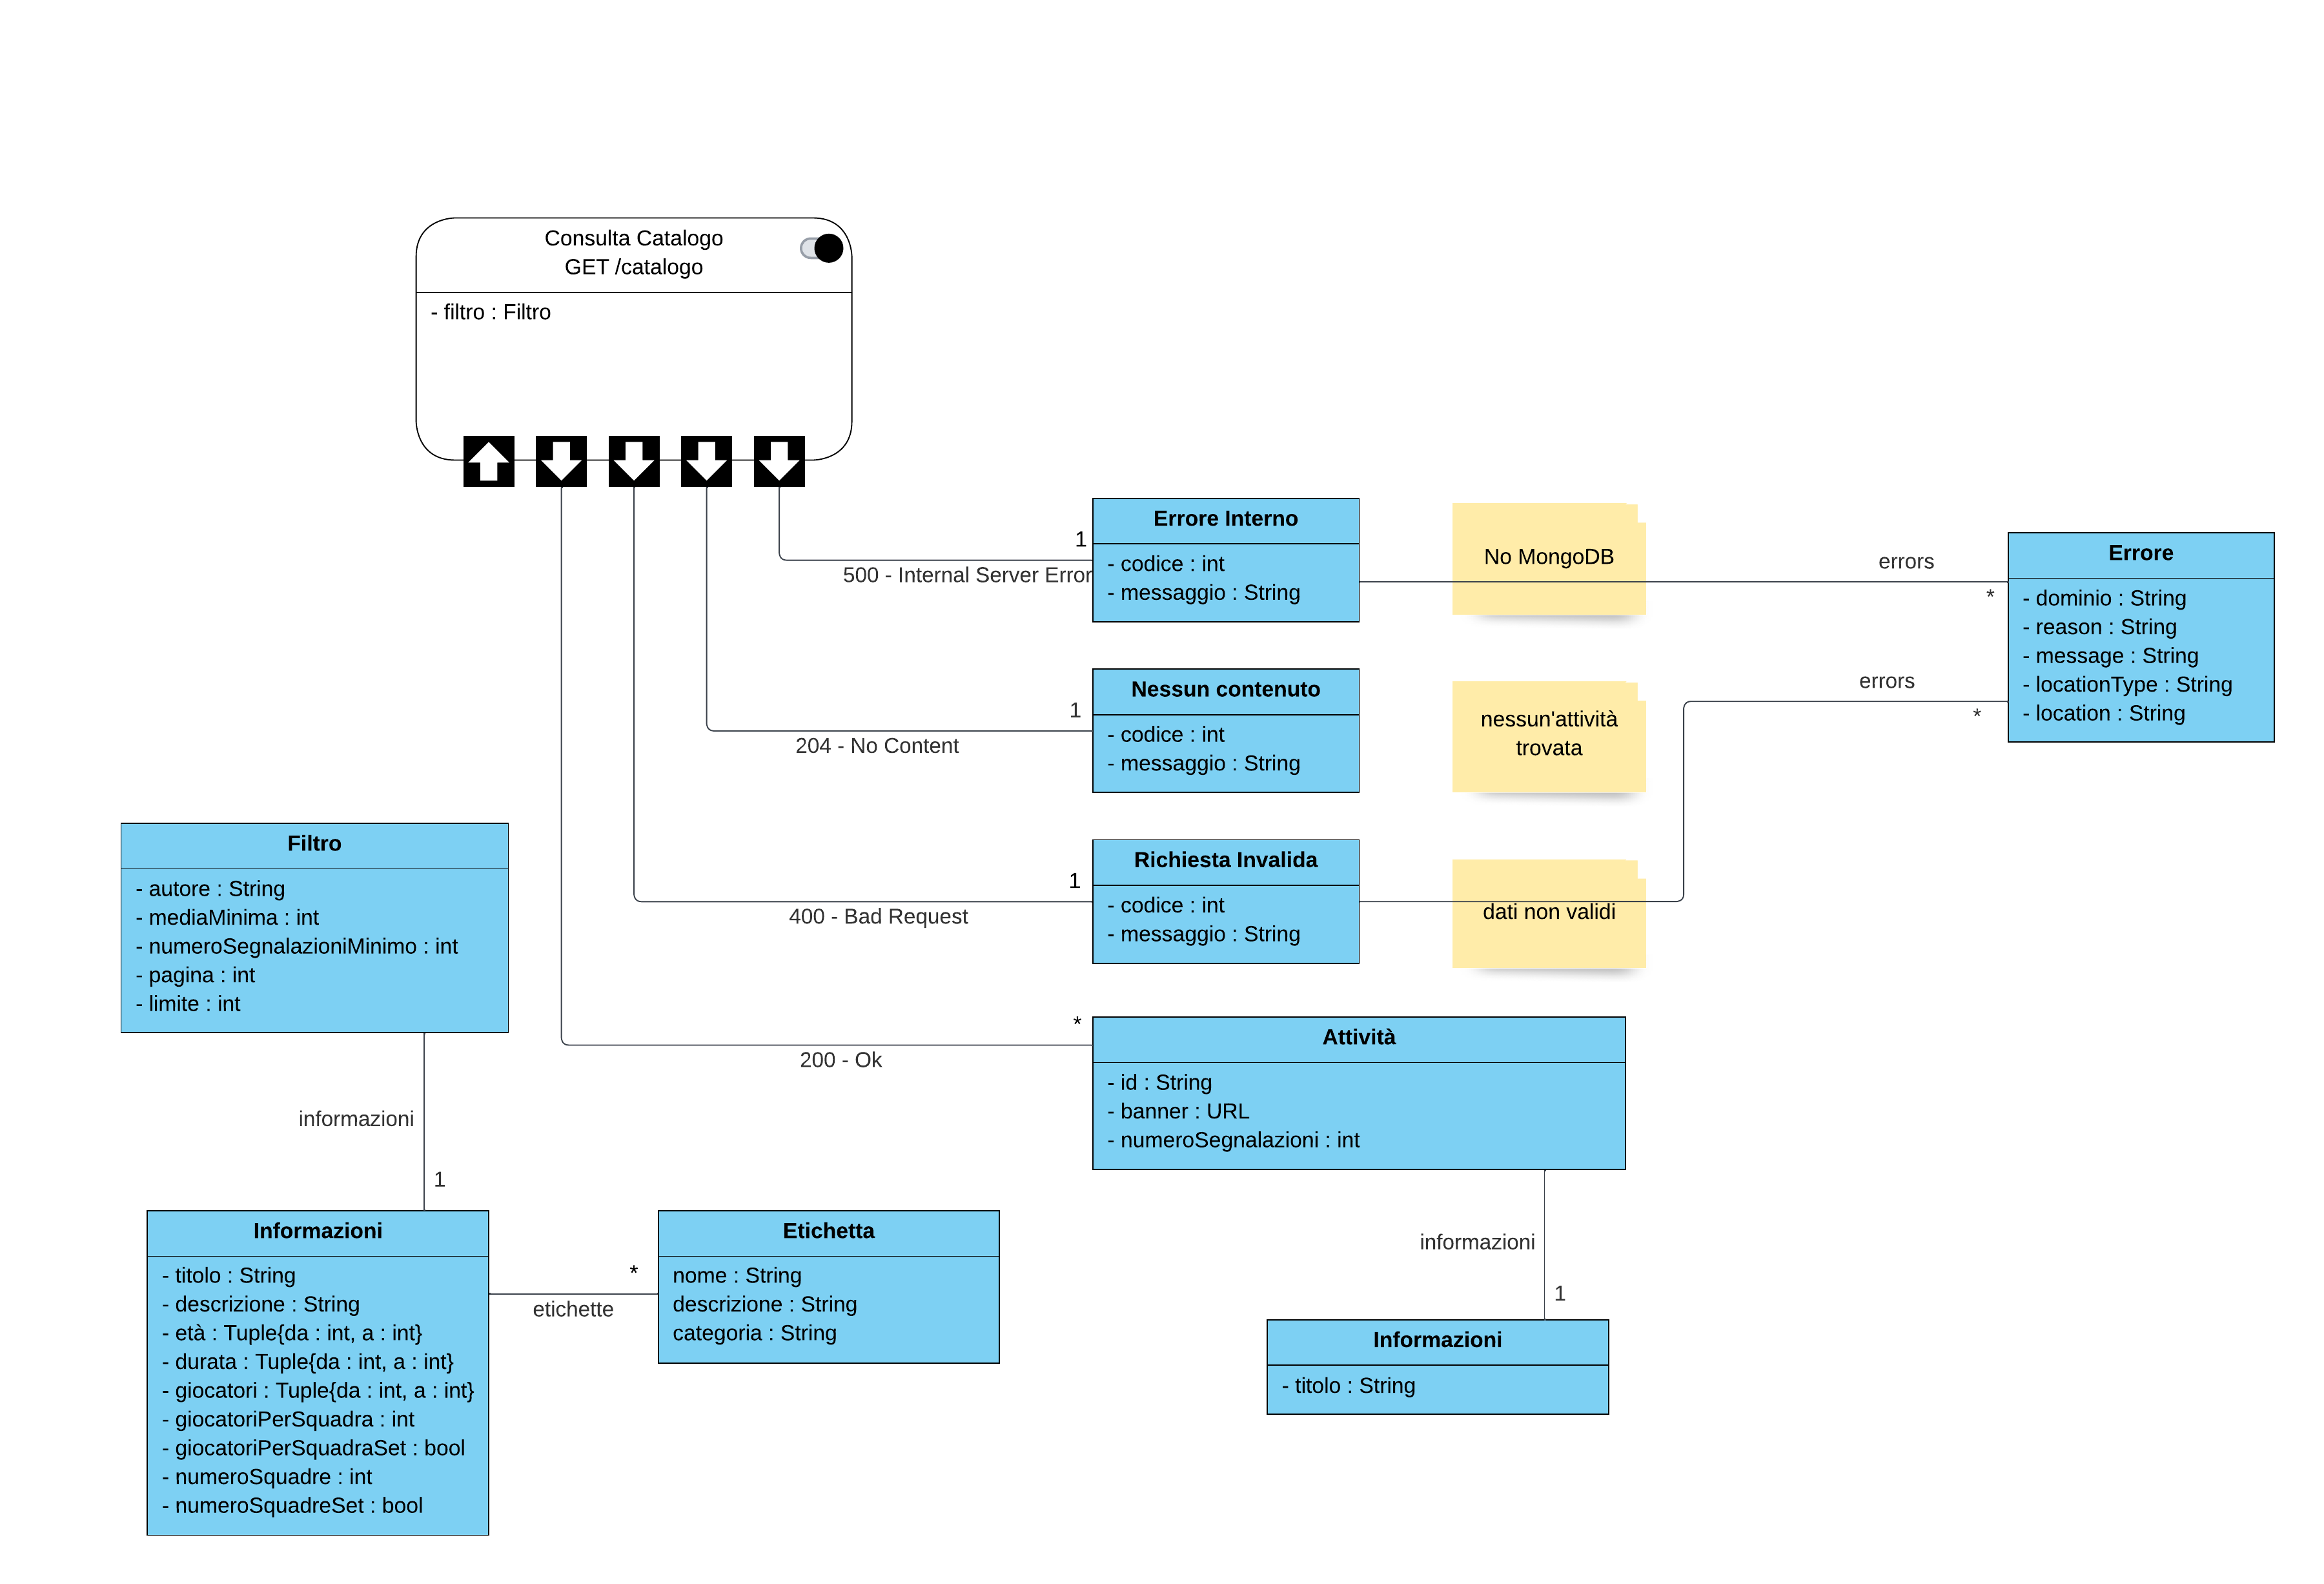 Consulta Catalogo
GET /catalogo
- filtro : Filtro
1
500 - Internal Server Error
Errore Interno
- codice : int
- messaggio : String
No MongoDB
errors
*
Errore
- dominio : String
- reason : String
- message : String
- locationType : String
- location : String
1
204 - No Content
Nessun contenuto
- codice : int
- messaggio : String
nessun'attività
trovata
errors
*
1
400 - Bad Request
Richiesta Invalida
- codice : int
- messaggio : String
dati non validi
Filtro
- autore : String
- mediaMinima : int
- numeroSegnalazioniMinimo : int
- pagina : int
- limite : int
*
200 - Ok
Attività
- id : String
- banner : URL
- numeroSegnalazioni : int
informazioni
1
informazioni
1
Informazioni
- titolo : String
- descrizione : String
- età : Tuple{da : int, a : int}
- durata : Tuple{da : int, a : int}
- giocatori : Tuple{da : int, a : int}
- giocatoriPerSquadra : int
- giocatoriPerSquadraSet : bool
- numeroSquadre : int
- numeroSquadreSet : bool
*
etichette
Etichetta
nome : String
descrizione : String
categoria : String
Informazioni
- titolo : String